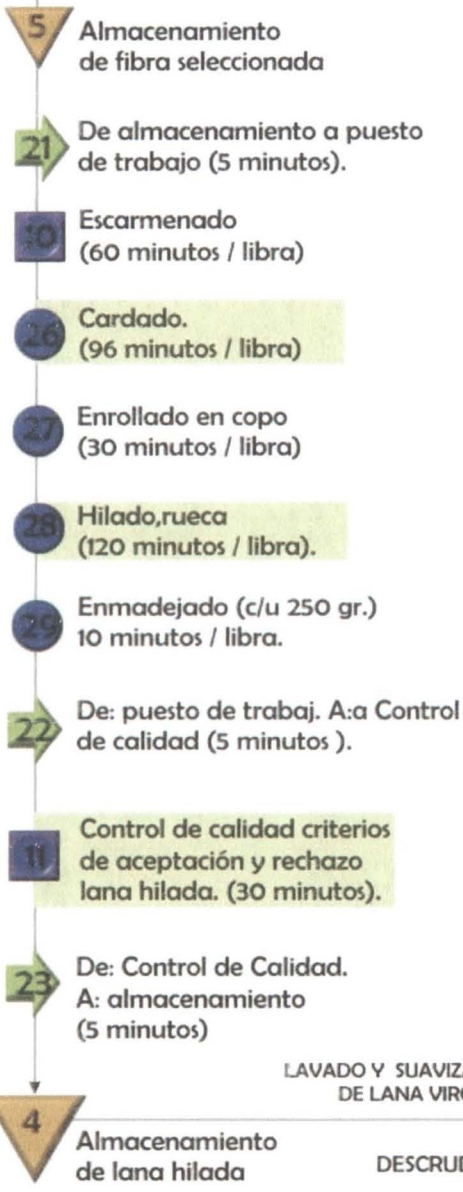 5
Almacenamiento
de fibra seleccionada
21
De almacenamiento a puesto
de trabajo (5 minutos).
10
Escarmenado
(60 minutos / libra)
26
Cardado.
(96 minutos / libra)
27
Enrollado en copo
(30 minutos / libra)
28
Hilado,rueca
(120 minutos / libra).
29
Enmadejado (c/u 250 gr.)
10 minutos / libra.
22
De: puesto de trabaj. A:a Control
de calidad (5 minutos ).
11
Control de calidad criterios
de aceptación y rechazo
lana hilada. (30 minutos).
23
De: Control de Calidad.
A: almacenamiento
(5 minutos)
LAVADO Y
DE LANA
4
Almacenamiento
de lana hilada